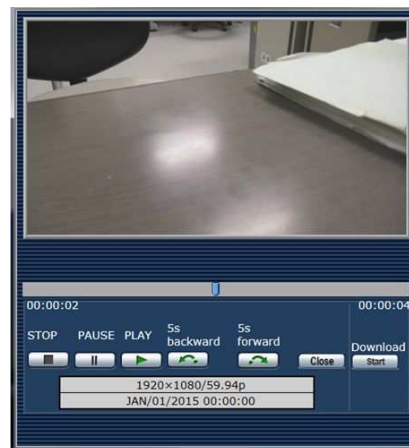 00:00:02 00:00:04
STOP PAUSE PLAY 5s backward 5s forward
Download
Close Start
1920×1080/59.94p
JAN/01/2015 00:00:00